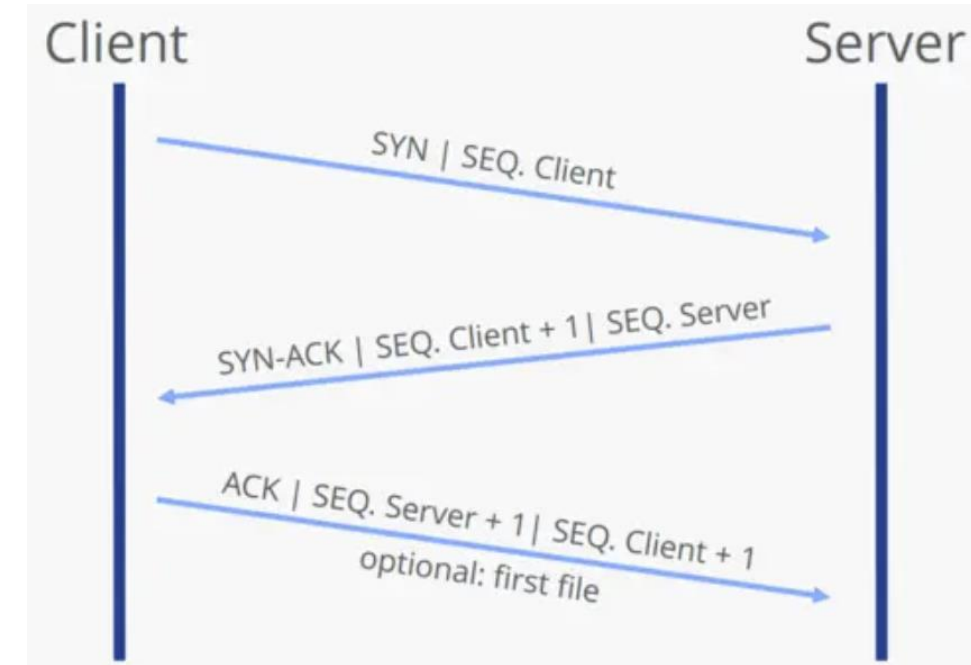 Client
Server
SYN | SEQ. Client
SYN-ACK | SEQ. Client + 1| SEQ. Server
ACK | SEQ. Server + 1| SEQ. Client + 1
optional: first file